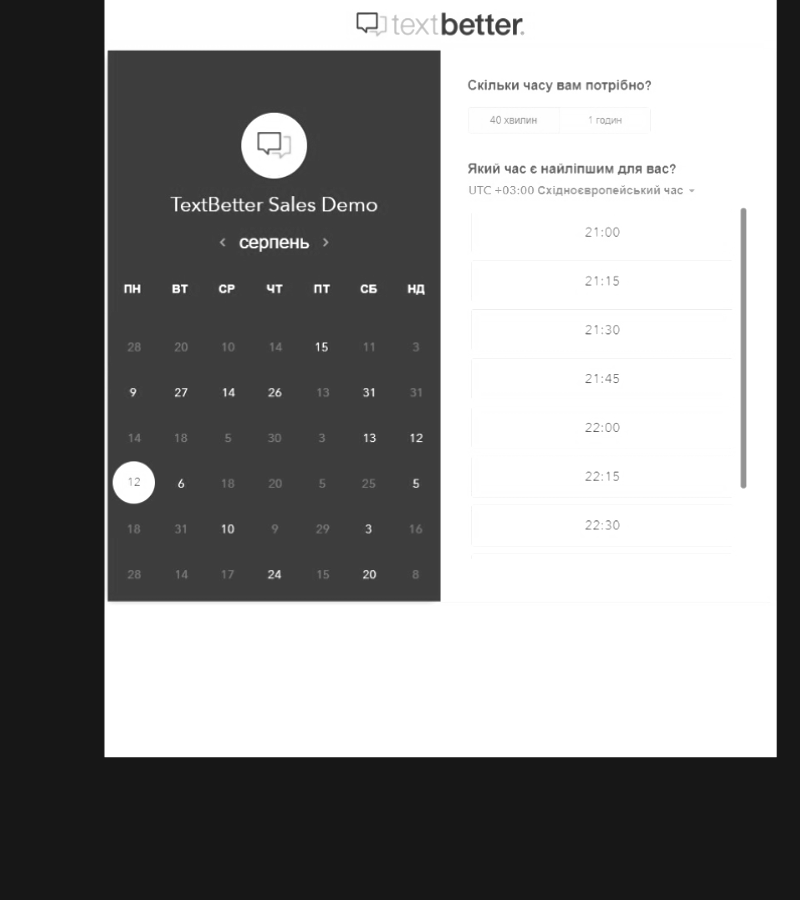 textbetter.
TextBetter Sales Demo
серпень
ПН ВТ СР ЧТ ПТ СБ НД
28 20 10 14 15 11 3
9 27 14 26 13 31 31
14 18 5 30 3 13 12
12 6 18 20 5 25 5
18 31 10 9 29 3 16
28 14 17 24 15 20 8
Скільки часу вам потрібно?
40 хвилин 1 годин
Який час є найліпшим для вас?
UTC +03:00 Східноєвропейський час
21:00
21:15
21:30
21:45
22:00
22:15
22:30